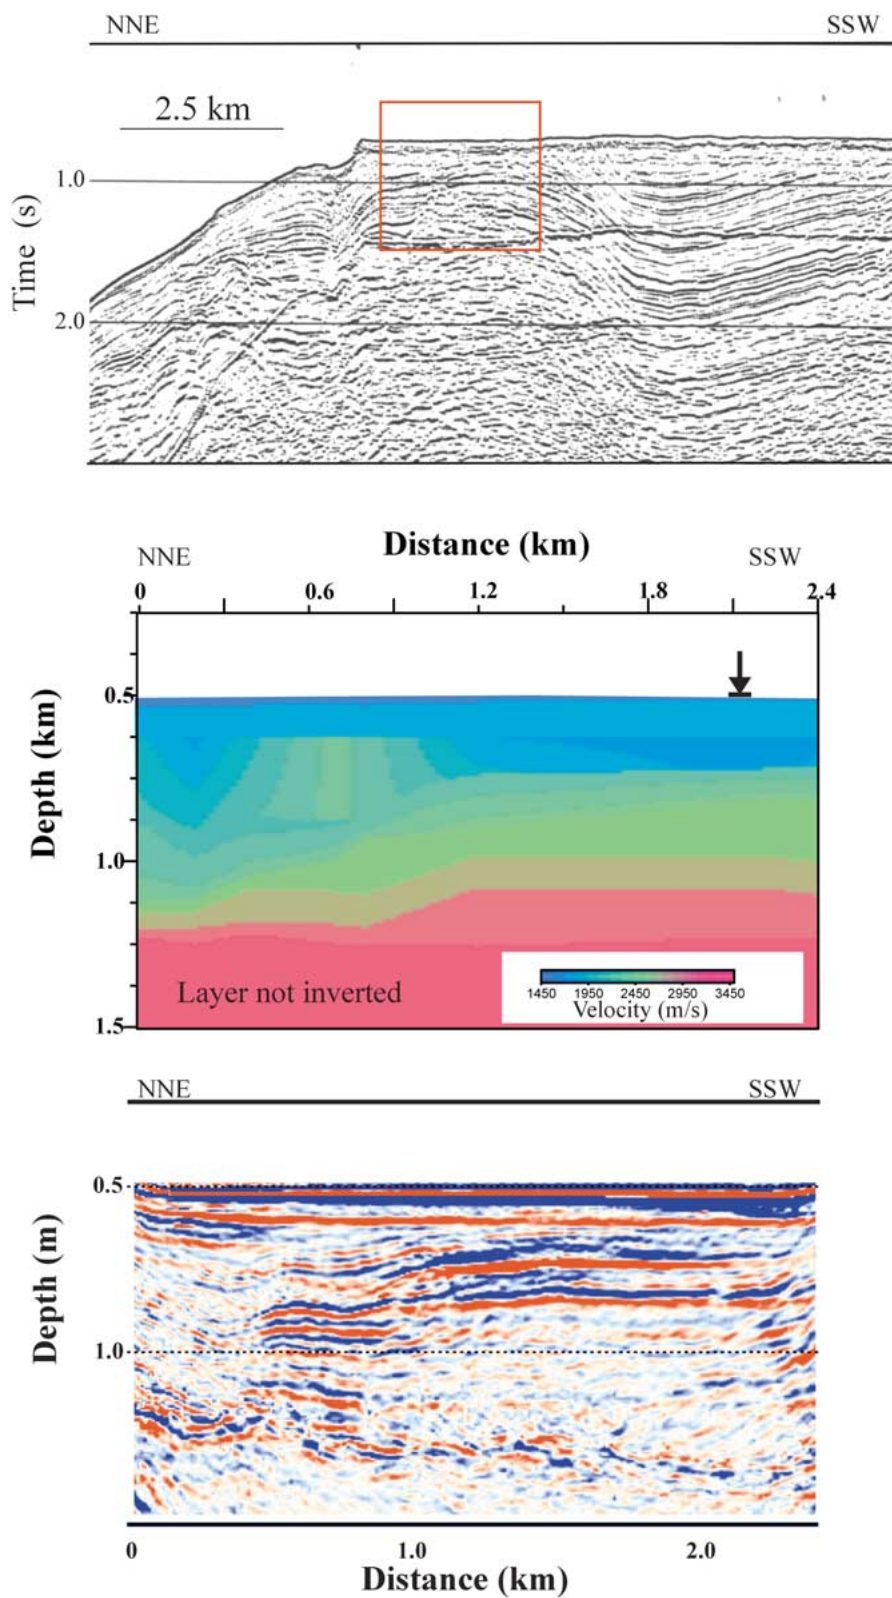 NNE SSW
2.5 km
1.0
Time (s)
2.0
Distance (km)
NNE SSW
0 0.6 1.2 1.8 2.4
0.5
Depth (km)
1.0
Layer not inverted
1450 1950 2450 2950 3450
Velocity (m/s)
1.5
NNE SSW
0.5
Depth (m)
1.0
0 1.0 2.0
Distance (km)